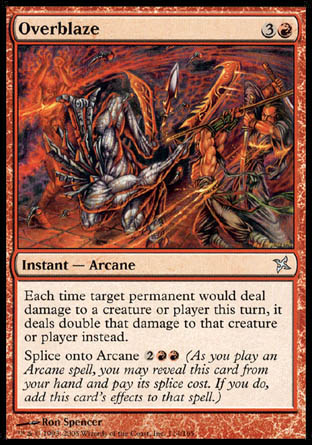 Overblaze 3
Instant — Arcane
Each time target permanent would deal
damage to a creature or player this turn, it
deals double that damage to that creature
or player instead.
Splice onto Arcane 2 (As you play an
Arcane spell, you may reveal this card from
your hand and pay its splice cost. If you do,
add this card's effects to that spell.)
Ron Spencer